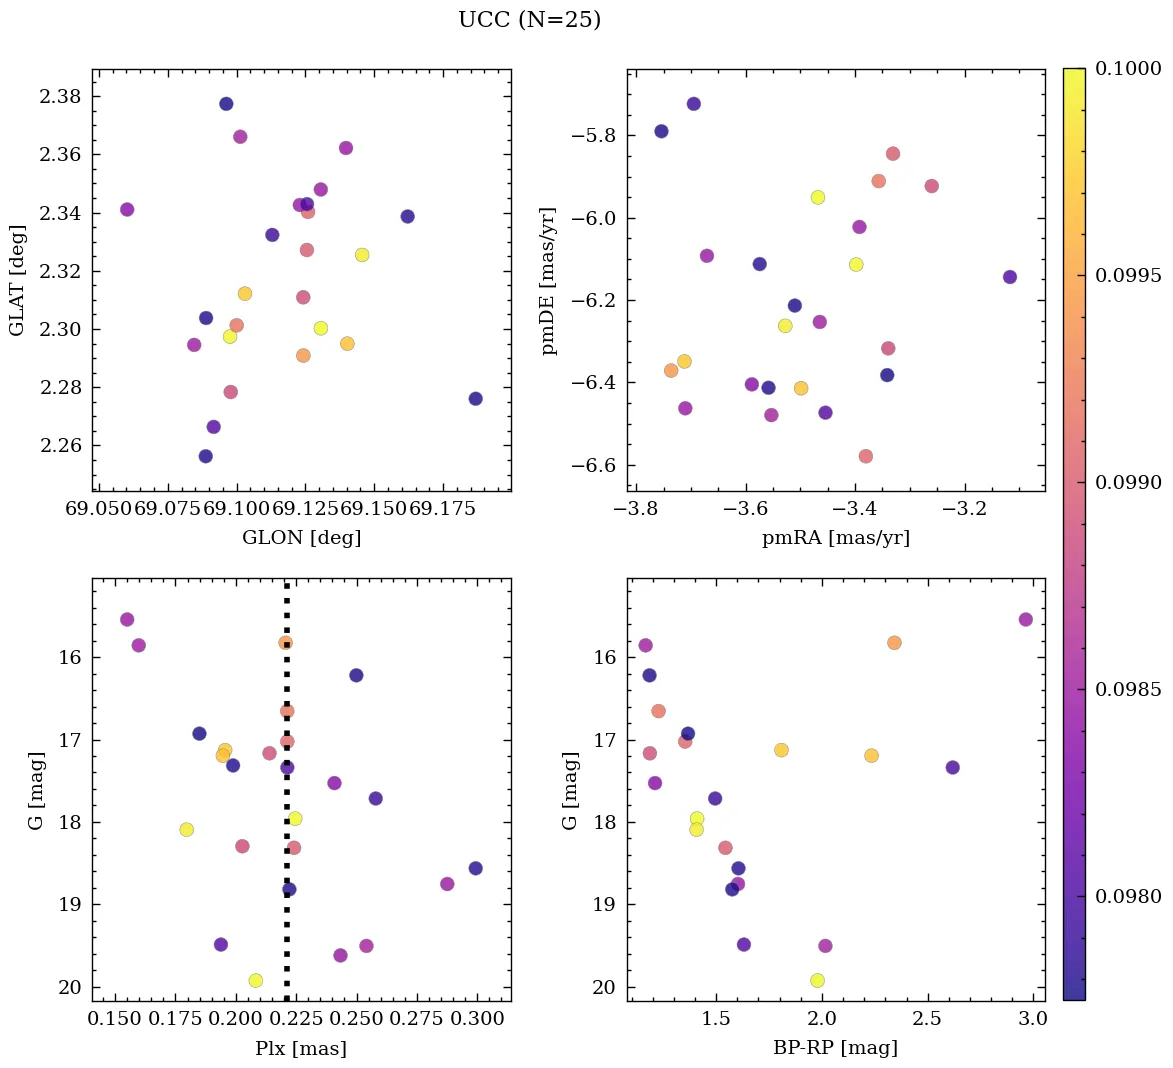 UCC (N=25)
2.38
2.36
2.34
2.32
2.30
2.28
2.26
GLAT [deg]
69.050 69.075 69.100 69.125 69.150 69.175
GLON [deg]
−5.8
−6.0
−6.2
−6.4
−6.6
pmDE [mas/yr]
−3.8 −3.6 −3.4 −3.2
pmRA [mas/yr]
0.1000
0.0995
0.0990
0.0985
0.0980
16
17
18
19
20
G [mag]
0.150 0.175 0.200 0.225 0.250 0.275 0.300
Plx [mas]
16
17
18
19
20
G [mag]
1.5 2.0 2.5 3.0
BP-RP [mag]